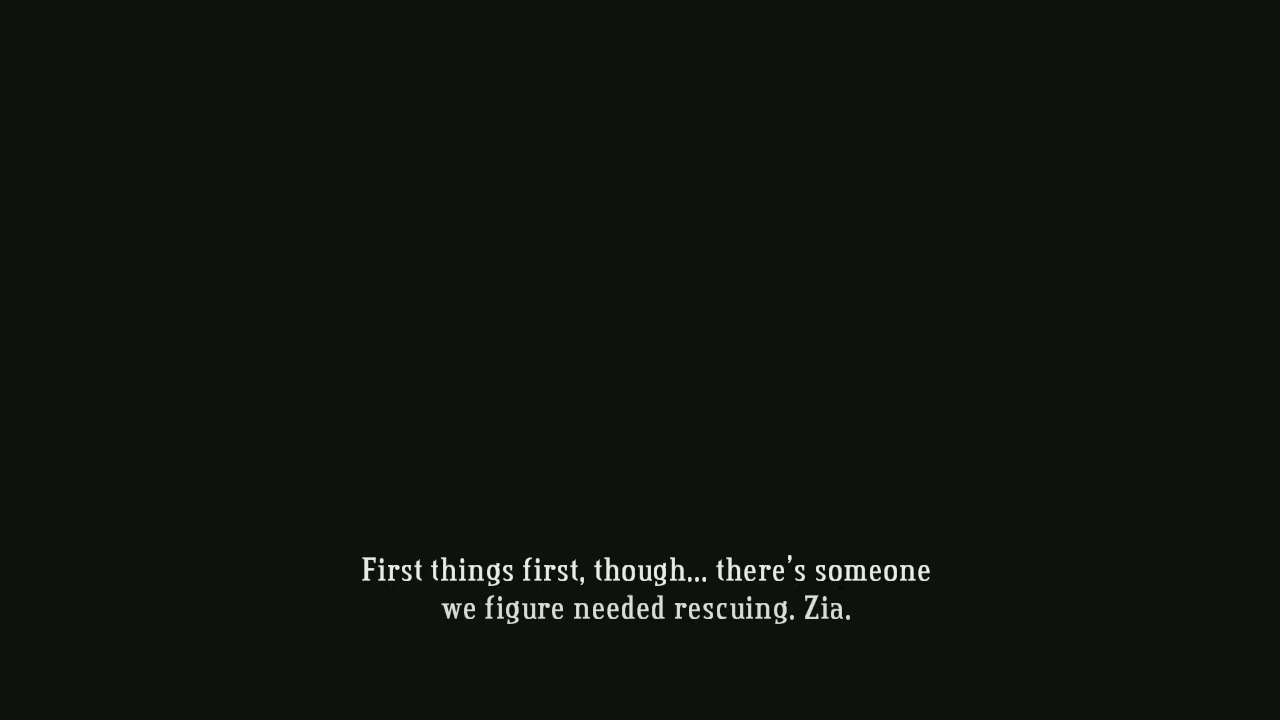 First things first, though... there’s someone
we figure needed rescuing. Zia.